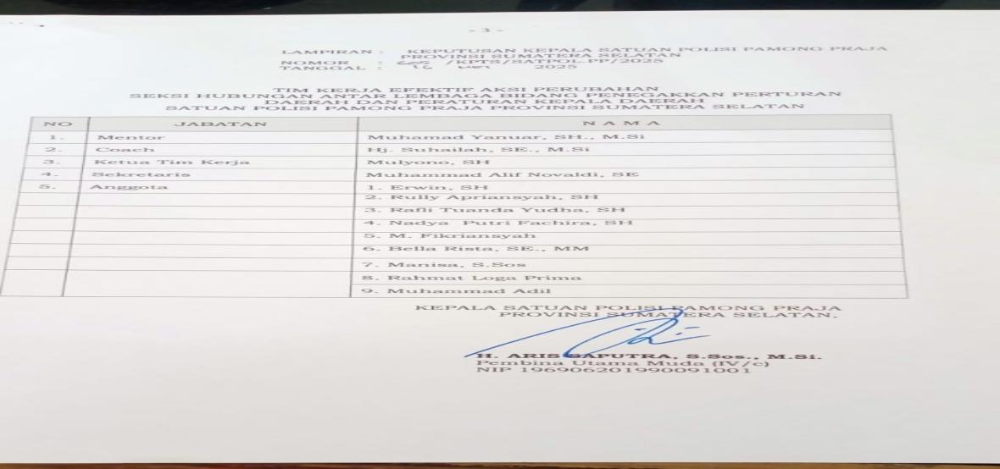 - 3 -
LAMPIRAN : KEPUTUSAN KEPALA SATUAN POLISI PAMONG PRAJA
PROVINSI SUMATERA SELATAN
NOMOR : /KPTS/SATPOL.PP/2025
TANGGAL : 2025
TIM KERJA EFEKTIF AKSI PERUBAHAN
SEKSI HUBUNGAN ANTAR LEMBAGA BIDANG PENEGAKKAN PERTURAN
DAERAH DAN PERATURAN KEPALA DAERAH
SATUAN POLISI PAMONG PRAJA PROVINSI SUMATERA SELATAN
NO JABATAN N A M A
1. Mentor Muhamad Yanuar, SH., M.Si
2. Coach Hj. Suhailah, SE., M.Si
3. Ketua Tim Kerja Mulyono, SH
4. Sekretaris Muhammad Alif Novaldi, SE
5. Anggota 1. Erwin, SH
2. Rully Apriansyah, SH
3. Rafli Tuanda Yudha, SH
4. Nadya Putri Fachira, SH
5. M. Fikriansyah
6. Bella Rista, SE., MM
7. Manisa, S.Sos
8. Rahmat Loga Prima
9. Muhammad Adil
KEPALA SATUAN POLISI PAMONG PRAJA
PROVINSI SUMATERA SELATAN,
H. ARIS SAPUTRA, S.Sos., M.Si.
Pembina Utama Muda (IV/c)
NIP 196906201990091001